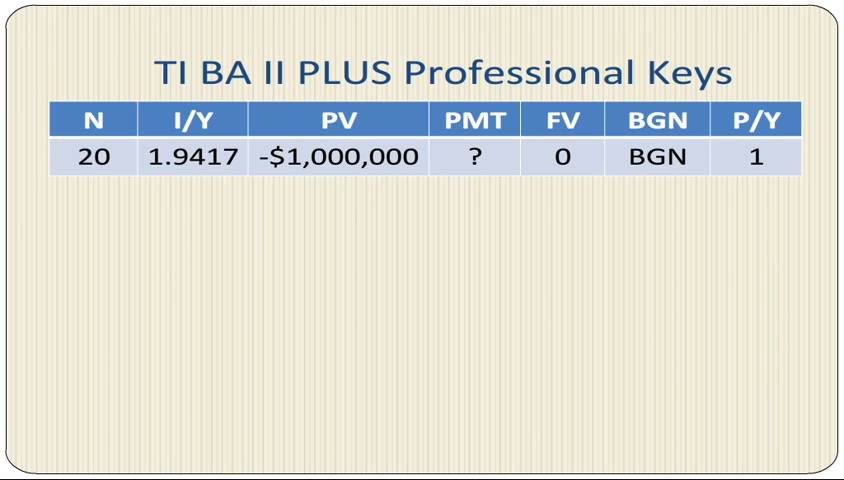 TI BA II PLUS Professional Keys
N I/Y PV PMT FV BGN P/Y
20 1.9417 -$1,000,000 ? 0 BGN 1